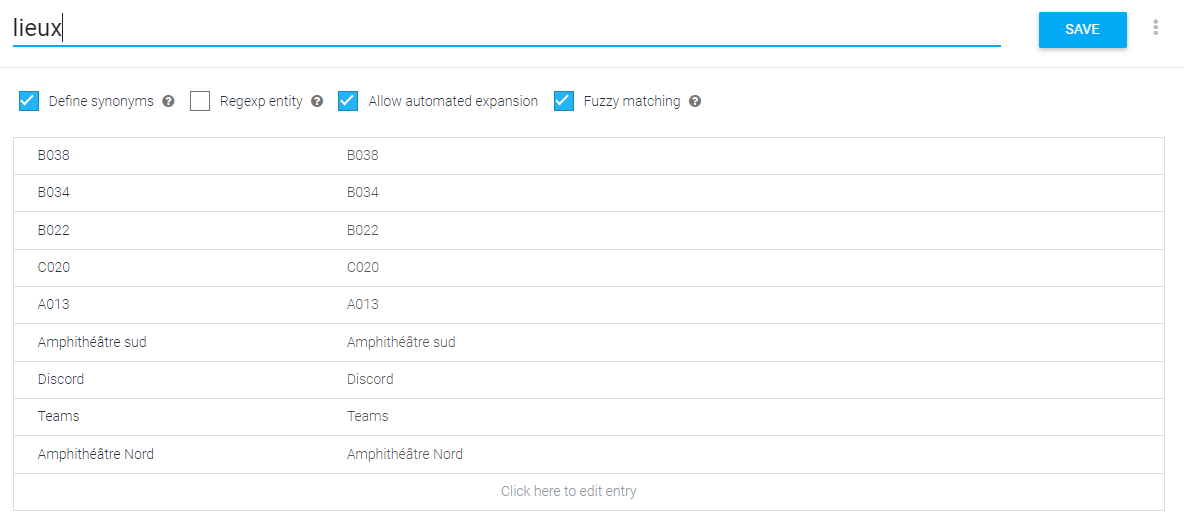 lieux
SAVE
Define synonyms Regexp entity Allow automated expansion Fuzzy matching
B038 B038
B034 B034
B022 B022
C020 C020
A013 A013
Amphithéâtre sud Amphithéâtre sud
Discord Discord
Teams Teams
Amphithéâtre Nord Amphithéâtre Nord
Click here to edit entry